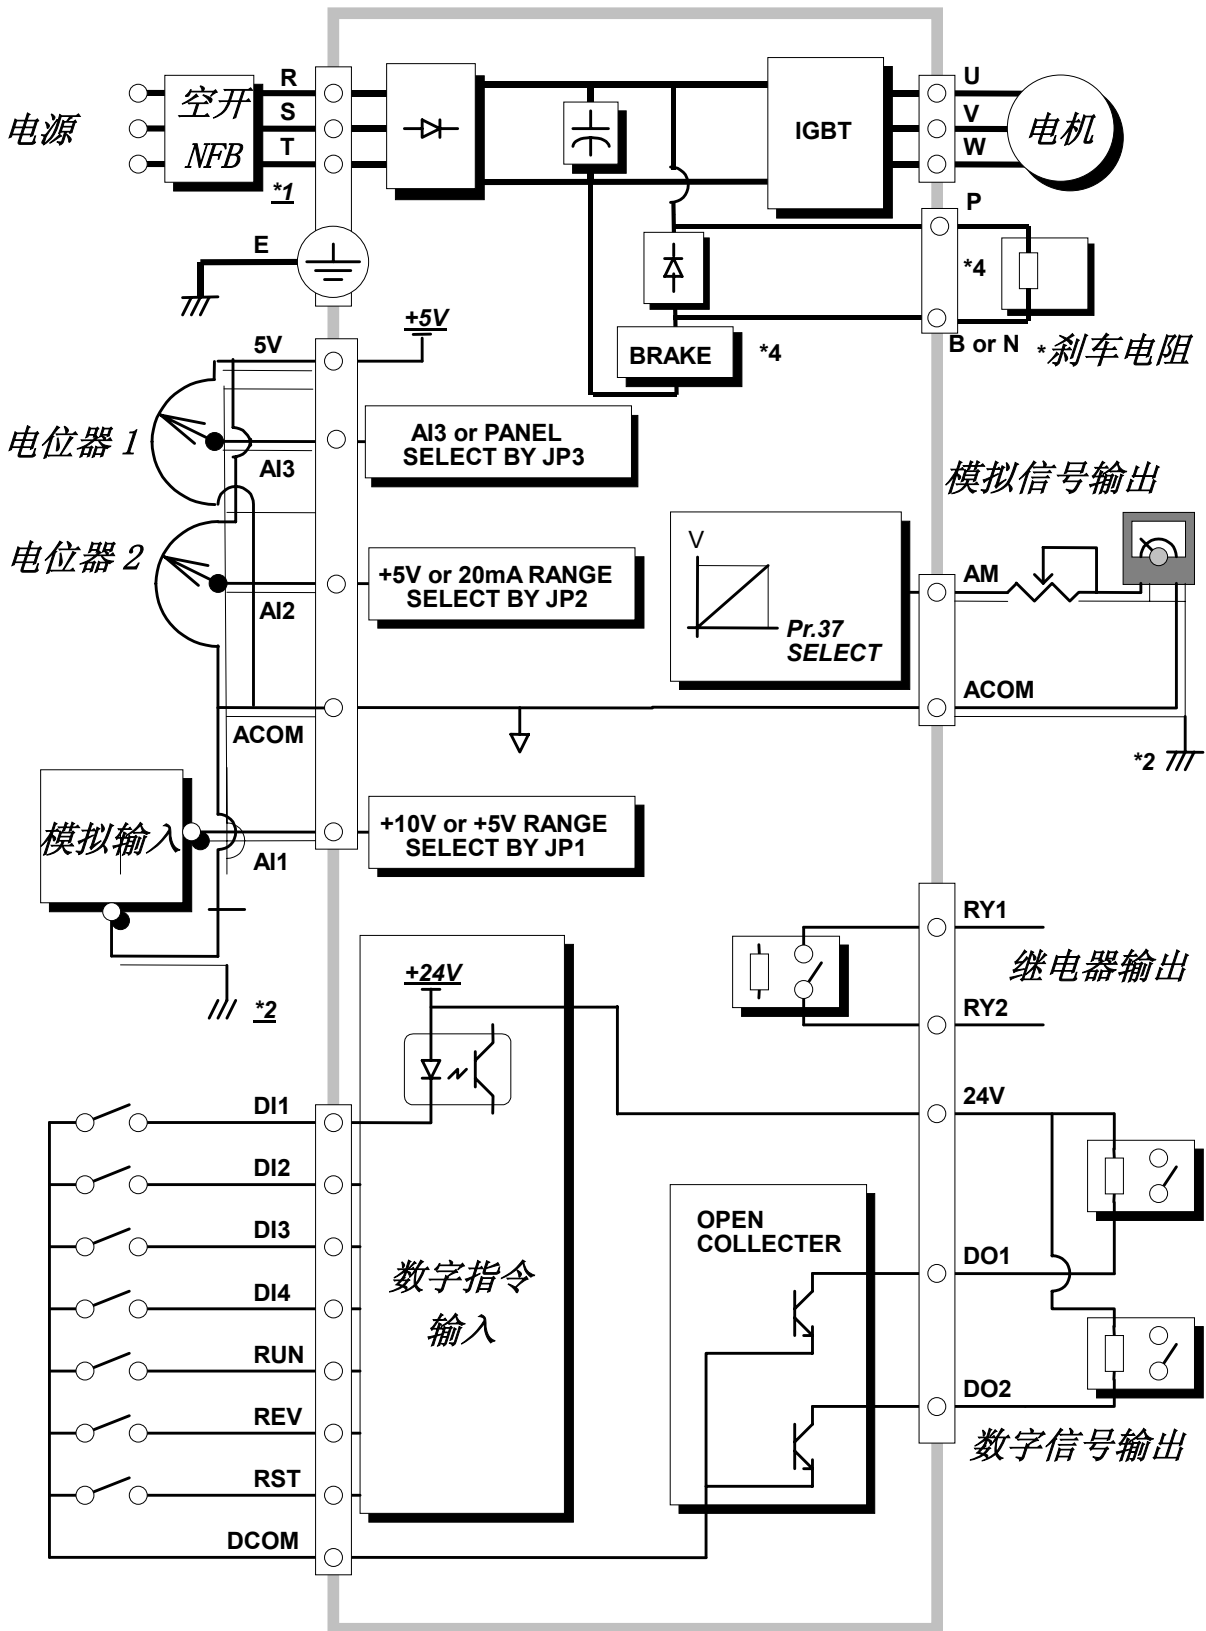 电源
空开
NFB
R
S
T
*1
E
IGBT
U
V
W
电机
P
*4
B or N
*刹车电阻
BRAKE
*4
+5V
5V
电位器 1
AI3
AI3 or PANEL
SELECT BY JP3
电位器 2
AI2
+5V or 20mA RANGE
SELECT BY JP2
模拟信号输出
V
Pr.37
SELECT
AM
ACOM
*2
ACOM
模拟输入
AI1
+10V or +5V RANGE
SELECT BY JP1
*2
RY1
继电器输出
RY2
+24V
24V
DI1
DI2
DI3
DI4
RUN
REV
RST
DCOM
数字指令
输入
OPEN
COLLECTER
DO1
DO2
数字信号输出